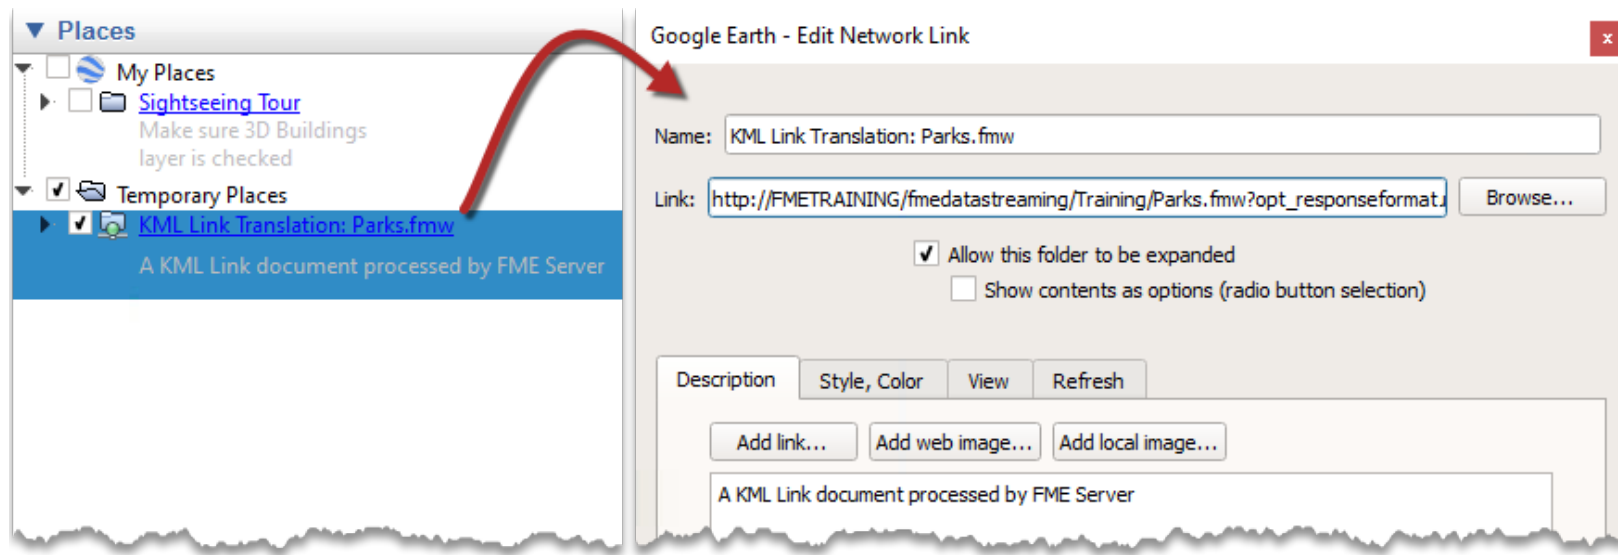 Places
My Places
Sightseeing Tour
Make sure 3D Buildings
layer is checked
Temporary Places
KML Link Translation: Parks.fmw
A KML Link document processed by FME Server
Google Earth - Edit Network Link
x
Name: KML Link Translation: Parks.fmw
Link: http://FMETRAINING/fmedatastreaming/Training/Parks.fmw?opt_responseformat. Browse...
Allow this folder to be expanded
Show contents as options (radio button selection)
Description Style, Color View Refresh
Add link... Add web image... Add local image...
A KML Link document processed by FME Server